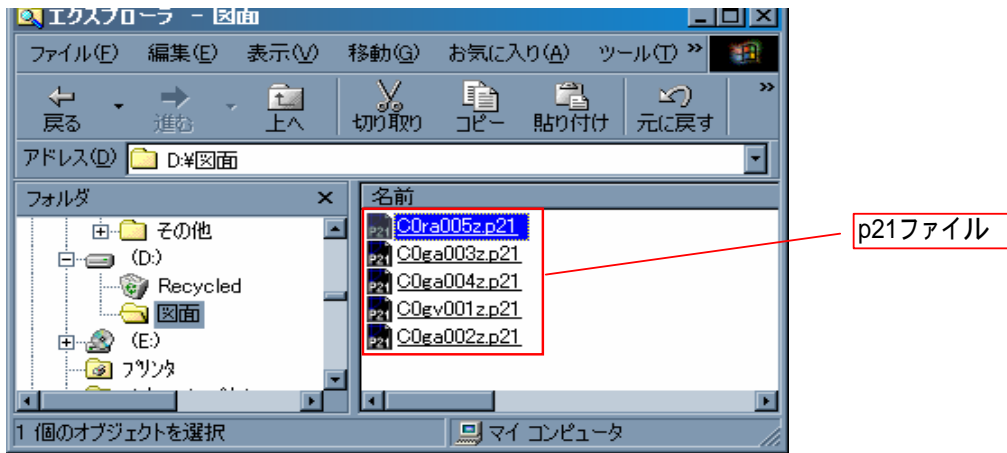 エクスプローラ － 図面
ファイル(F) 編集(E) 表示(V) 移動(G) お気に入り(A) ツール(T) »
戻る 進む 上へ 切り取り コピー 貼り付け 元に戻す »
アドレス(D) D:¥図面
フォルダ × 名前
その他
(D:)
Recycled
図面
(E:)
プリンタ
C0ra005z.p21
C0ga003z.p21
C0ga004z.p21
C0gv001z.p21
C0ga002z.p21
p21ファイル
1 個のオブジェクトを選択 マイ コンピュータ